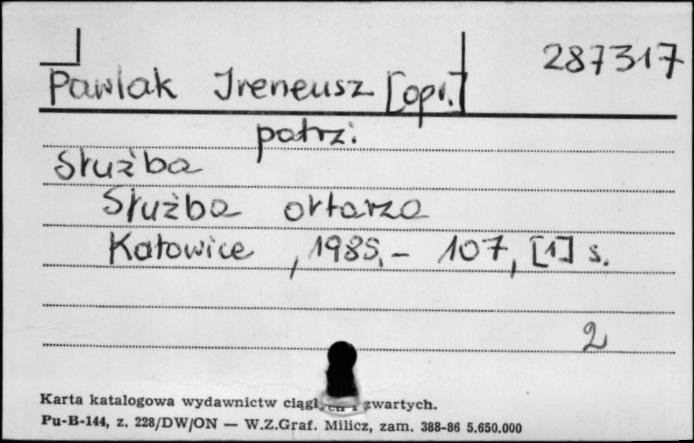 287317
Pawlak Ireneusz [opr.]
patrz:
Służba
Służba ołtarza
Katowice, 1985.- 107, [1] s.
2
Karta katalogowa wydawnictw ciągłych i zwartych.
Pu-B-144, z. 228/DW/ON — W.Z.Graf. Milicz, zam. 388-86 5.650.000